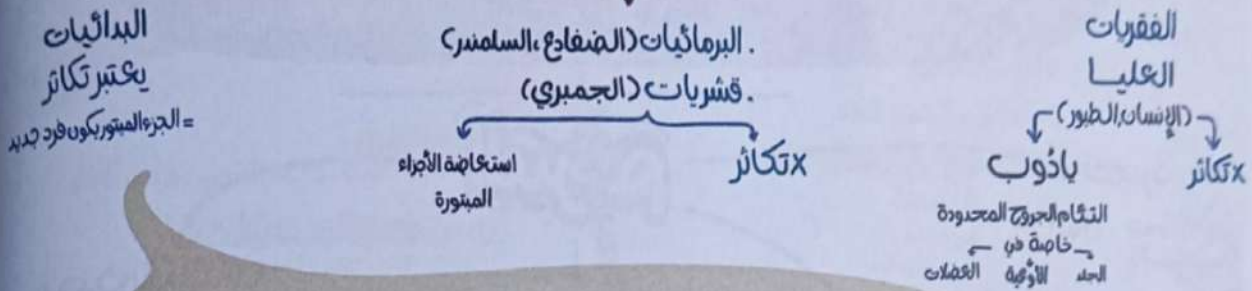 الفقريات
العليا
(الإنسان، الطيور)
x تكاثر
يادوب
التئام الجروح المحدودة
خاصة في
الجلد الأوعية العضلات
. البرمائيات (الضفادع، السلمندر)
. قشريات (الجمبري)
x تكاثر
استعاضة الأجزاء
المبتورة
البدائيات
يعتبر تكاثر
= الجزء المبتور يكون فرد جديد